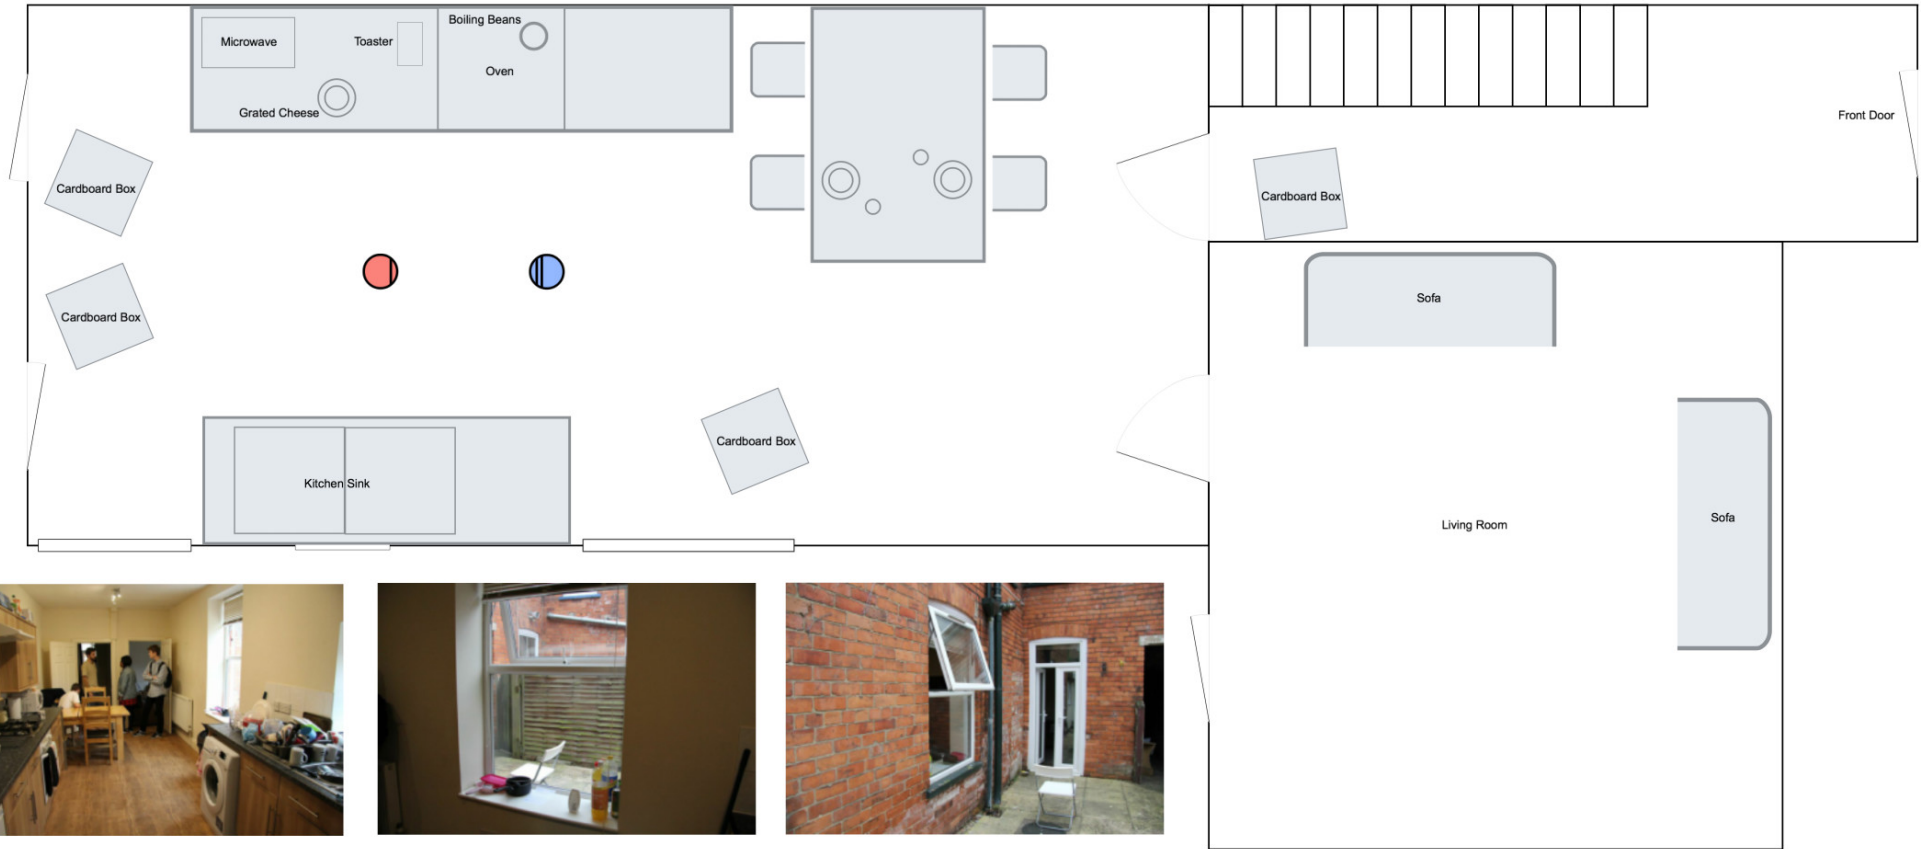 Boiling Beans
Microwave
Toaster
Oven
Grated Cheese
Front Door
Cardboard Box
Cardboard Box
Cardboard Box
Sofa
Cardboard Box
Kitchen Sink
Living Room
Sofa